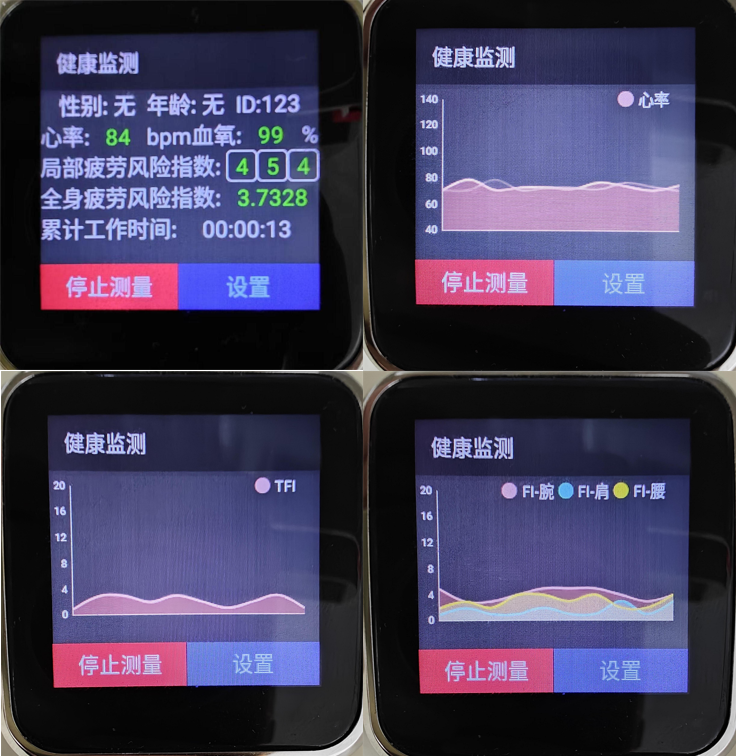 健康监测
性别: 无 年龄: 无 ID:123
心率: 84 bpm血氧: 99 %
局部疲劳风险指数: 4 5 4
全身疲劳风险指数: 3.7328
累计工作时间: 00:00:13
停止测量 设置
健康监测
心率
140
120
100
80
60
40
停止测量 设置
健康监测
TFI
20
16
12
8
4
0
停止测量 设置
健康监测
FI-腕 FI-肩 FI-腰
20
16
12
8
4
0
停止测量 设置